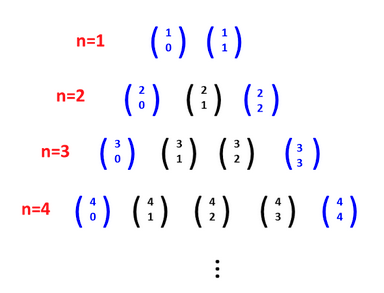 n=1 (1 0) (1 1)
n=2 (2 0) (2 1) (2 2)
n=3 (3 0) (3 1) (3 2) (3 3)
n=4 (4 0) (4 1) (4 2) (4 3) (4 4)
⋮